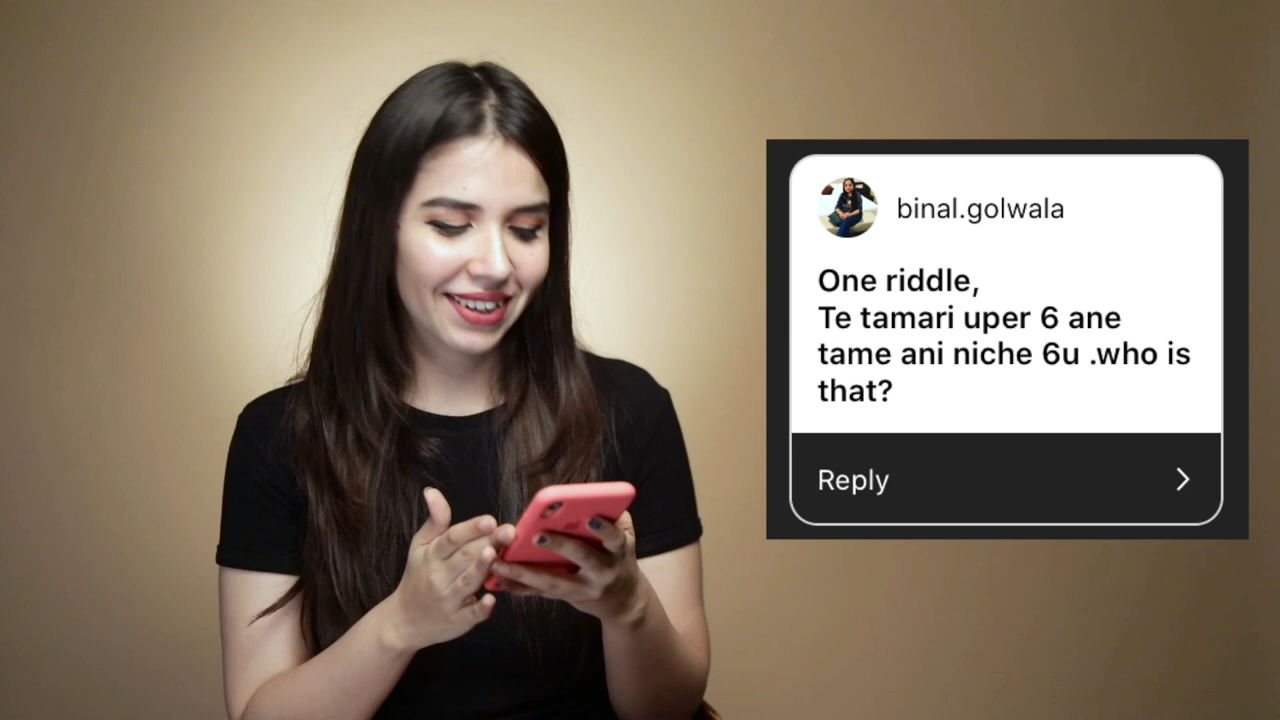 binal.golwala
One riddle,
Te tamari uper 6 ane
tame ani niche 6u .who is
that?
Reply